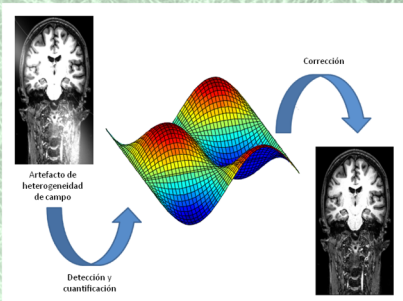 Corrección
Artefacto de
heterogeneidad
de campo
Detección y
cuantificación